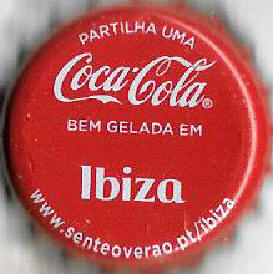 PARTILHA UMA
Coca-Cola®
BEM GELADA EM
Ibiza
www.senteoverao.pt/ibiza